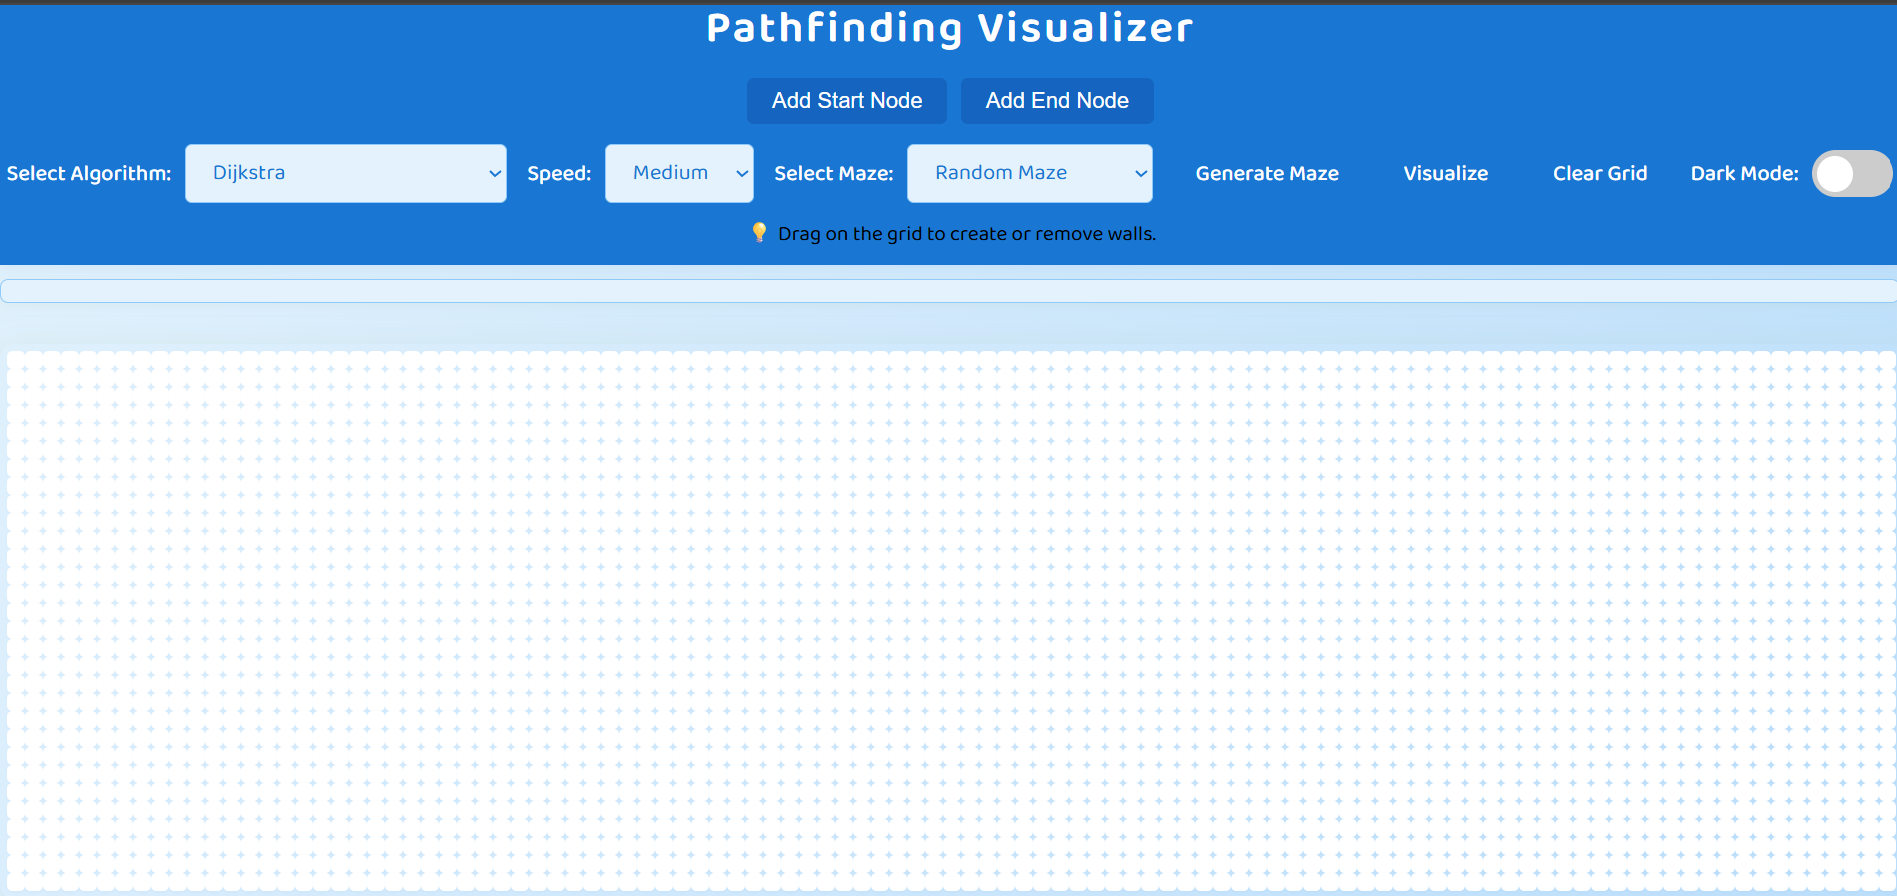 Pathfinding Visualizer
Add Start Node Add End Node
Select Algorithm: Dijkstra Speed: Medium Select Maze: Random Maze Generate Maze Visualize Clear Grid Dark Mode:
💡 Drag on the grid to create or remove walls.